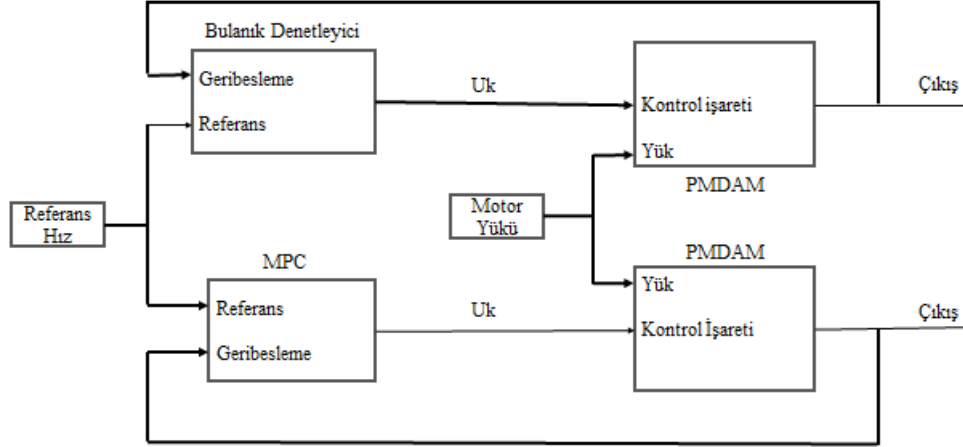 Bulanık Denetleyici
Geribesleme
Referans
Uk
Kontrol işareti
Yük
PMDAM
Çıkış
Referans
Hız
Motor
Yükü
MPC
Referans
Geribesleme
Uk
PMDAM
Yük
Kontrol İşareti
Çıkış